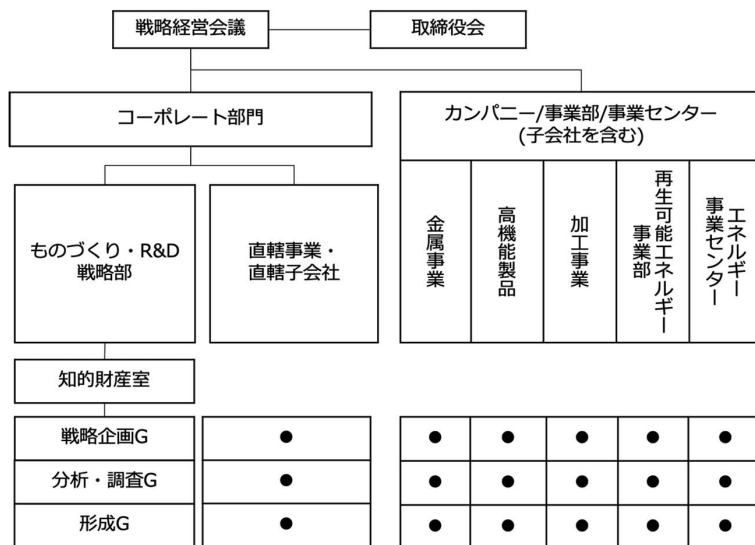 戦略経営会議
取締役会
コーポレート部門
カンパニー/事業部/事業センター
(子会社を含む)
ものづくり・R&D
戦略部
直轄事業・
直轄子会社
金属事業
高機能製品
加工事業
再生可能エネルギー
事業部
エネルギー
事業センター
知的財産室
戦略企画G
● ● ● ● ● ●
分析・調査G
● ● ● ● ● ●
形成G
● ● ● ● ● ●